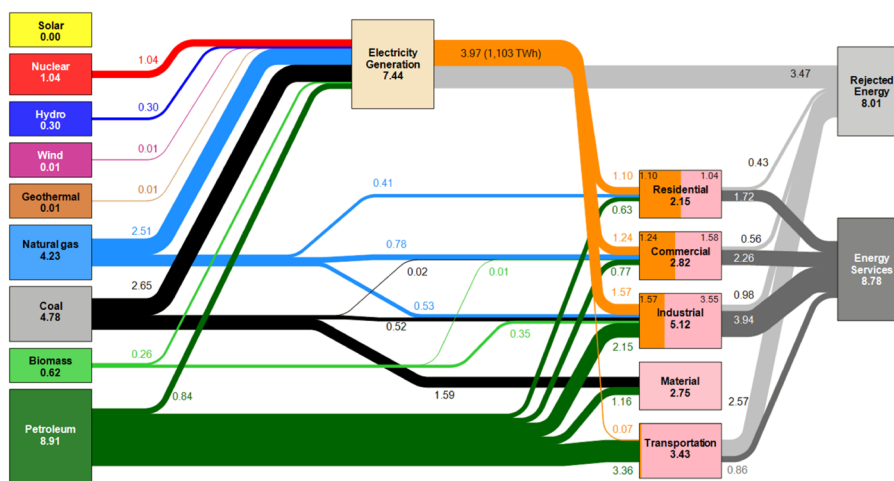 Solar
0.00
Nuclear
1.04
1.04
Hydro
0.30
0.30
Wind
0.01
0.01
Geothermal
0.01
0.01
Natural gas
4.23
2.51
Coal
4.78
2.65
Biomass
0.62
0.26
Petroleum
8.91
0.84
Electricity
Generation
7.44
3.97 (1,103 TWh)
3.47
Rejected
Energy
8.01
0.41
0.78
0.02
0.01
0.53
0.52
0.35
1.59
1.10
0.63
1.10 1.04
Residential
2.15
0.43
1.72
1.24
0.77
1.24 1.58
Commercial
2.82
0.56
2.26
1.57
2.15
1.57 3.55
Industrial
5.12
0.98
3.94
Material
2.75
1.16
0.07
3.36
Transportation
3.43
2.57
0.86
Energy
Services
8.78